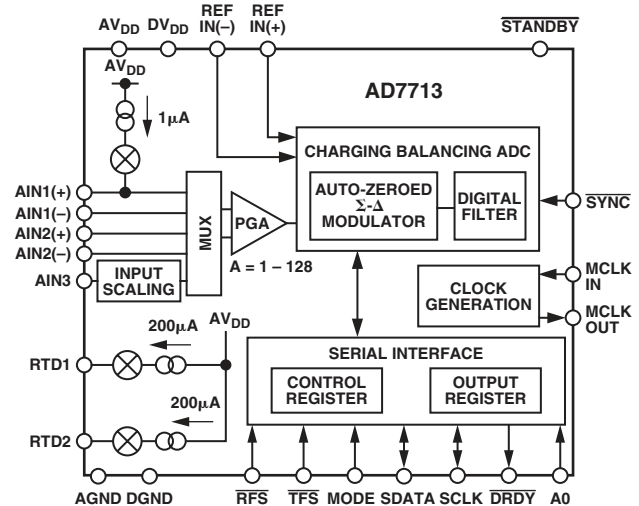 REF REF
AVDD DVDD IN(–) IN(+) STANDBY
AVDD
AD7713
1µA
CHARGING BALANCING ADC
AIN1(+)
AUTO-ZEROED
Σ-Δ
MODULATOR
DIGITAL
FILTER
SYNC
AIN1(–)
MUX
PGA
AIN2(+)
AIN2(–)
A = 1 – 128
AIN3
INPUT
SCALING
CLOCK
GENERATION
MCLK
IN
MCLK
OUT
200µA
AVDD
SERIAL INTERFACE
RTD1
CONTROL
REGISTER
OUTPUT
REGISTER
200µA
RTD2
AGND DGND RFS TFS MODE SDATA SCLK DRDY A0